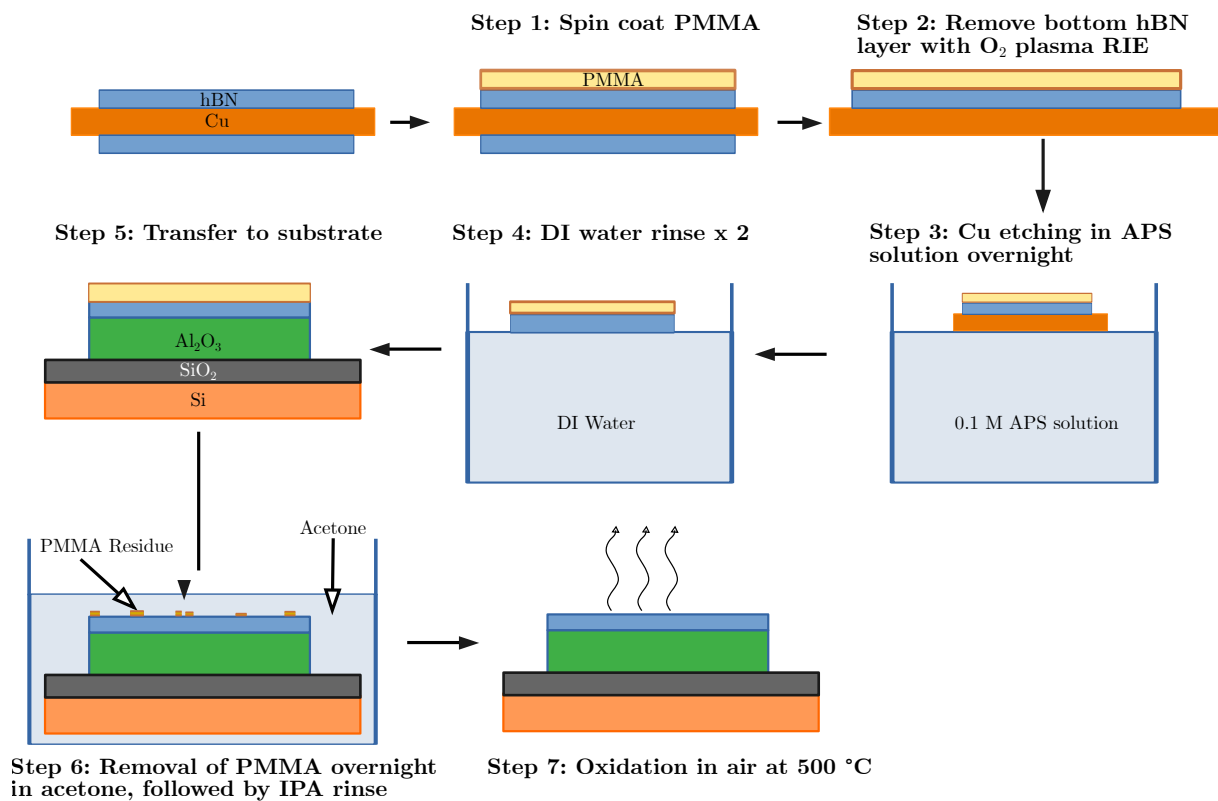 Step 1: Spin coat PMMA
Step 2: Remove bottom hBN
layer with O₂ plasma RIE
hBN
Cu
PMMA
Step 5: Transfer to substrate
Step 4: DI water rinse x 2
Step 3: Cu etching in APS
solution overnight
Al₂O₃
SiO₂
Si
DI Water
0.1 M APS solution
PMMA Residue
Acetone
Step 6: Removal of PMMA overnight
in acetone, followed by IPA rinse
Step 7: Oxidation in air at 500 °C